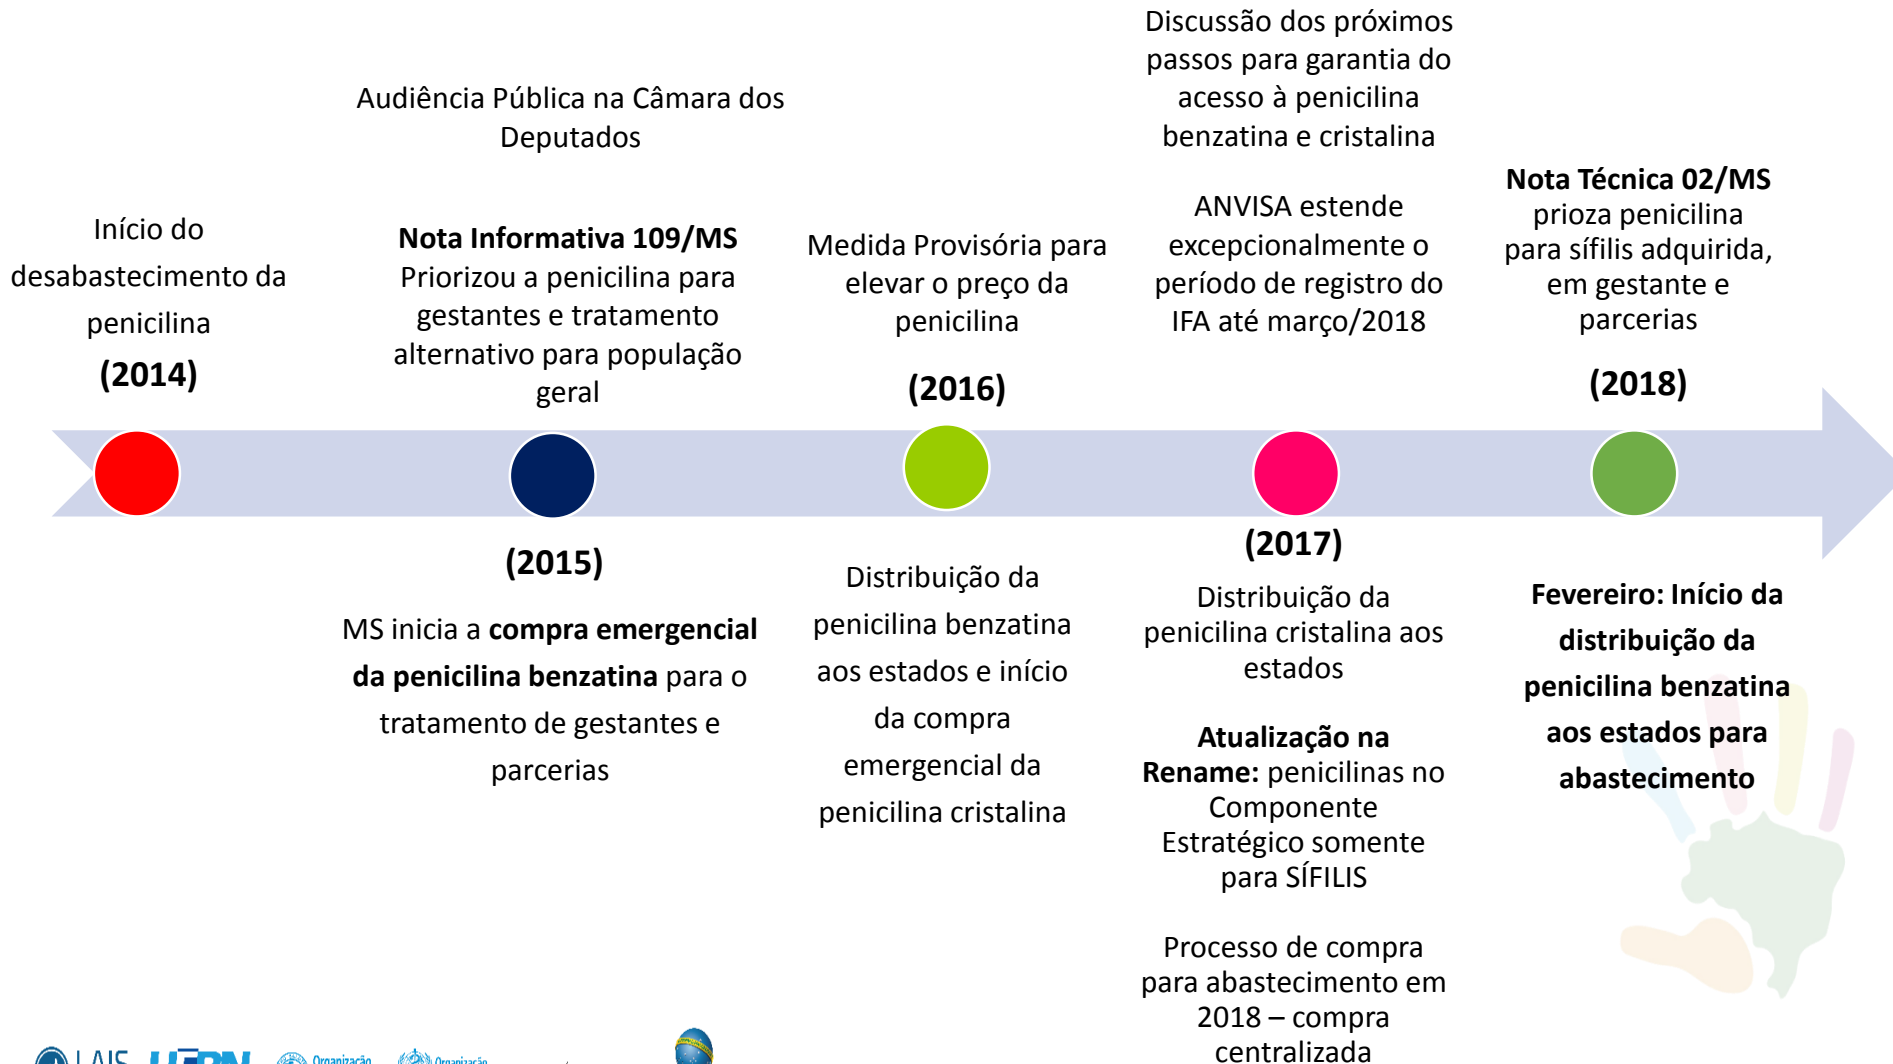 Início do
desabastecimento da
penicilina
(2014)
Audiência Pública na Câmara dos
Deputados
Nota Informativa 109/MS
Priorizou a penicilina para
gestantes e tratamento
alternativo para população
geral
(2015)
MS inicia a compra emergencial
da penicilina benzatina para o
tratamento de gestantes e
parcerias
Medida Provisória para
elevar o preço da
penicilina
(2016)
Distribuição da
penicilina benzatina
aos estados e início
da compra
emergencial da
penicilina cristalina
Discussão dos próximos
passos para garantia do
acesso à penicilina
benzatina e cristalina
ANVISA estende
excepcionalmente o
período de registro do
IFA até março/2018
(2017)
Distribuição da
penicilina cristalina aos
estados
Atualização na
Rename: penicilinas no
Componente
Estratégico somente
para SÍFILIS
Processo de compra
para abastecimento em
2018 – compra
centralizada
Nota Técnica 02/MS
prioza penicilina
para sífilis adquirida,
em gestante e
parcerias
(2018)
Fevereiro: Início da
distribuição da
penicilina benzatina
aos estados para
abastecimento
LAIS
UFRN
Organização
Organização